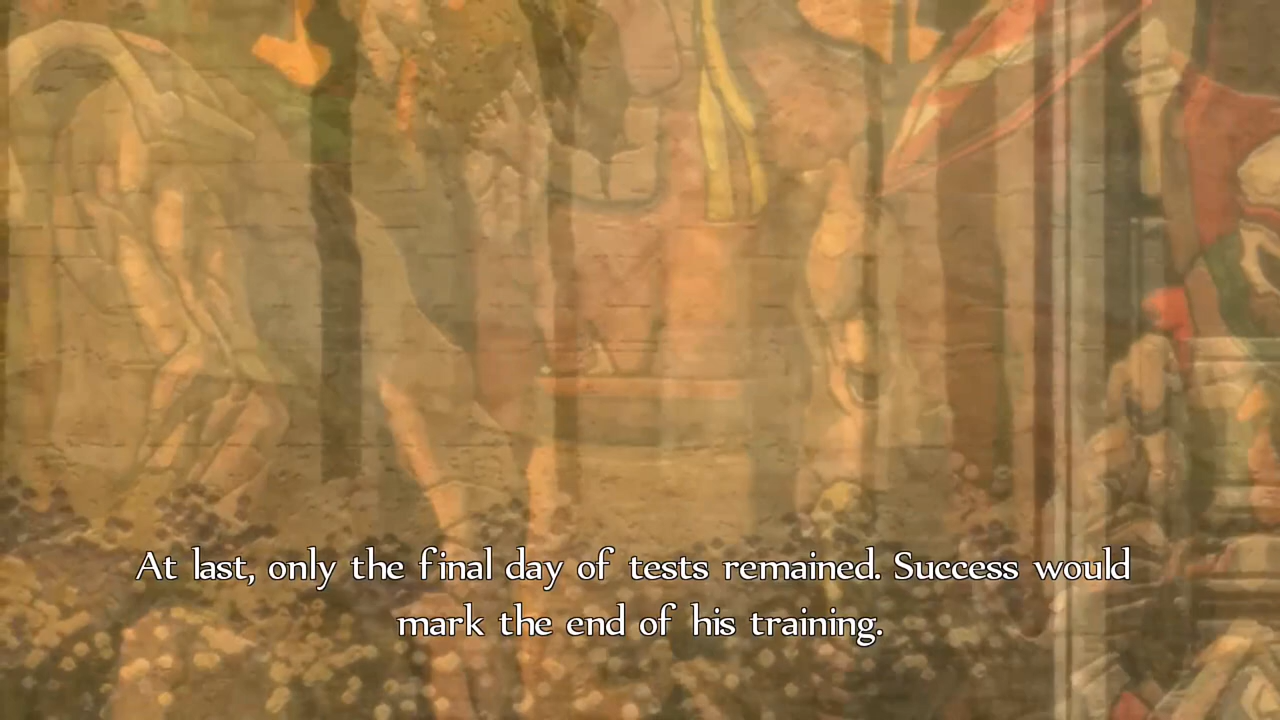 At last, only the final day of tests remained. Success would
mark the end of his training.